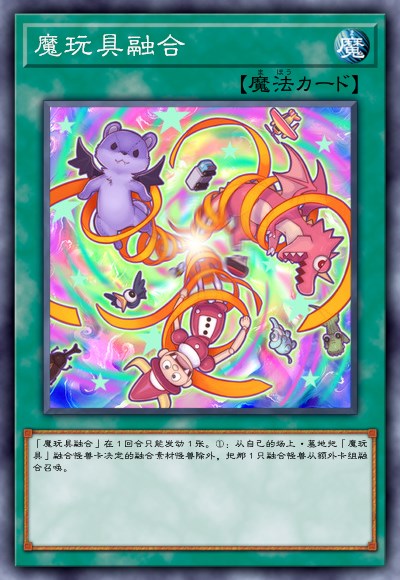 魔玩具融合
魔
【魔法カード】
まほう
「魔玩具融合」在1回合只能发动1张。①：从自己的场上·墓地把「魔玩
具」融合怪兽卡决定的融合素材怪兽除外，把那1只融合怪兽从额外卡组融
合召唤。